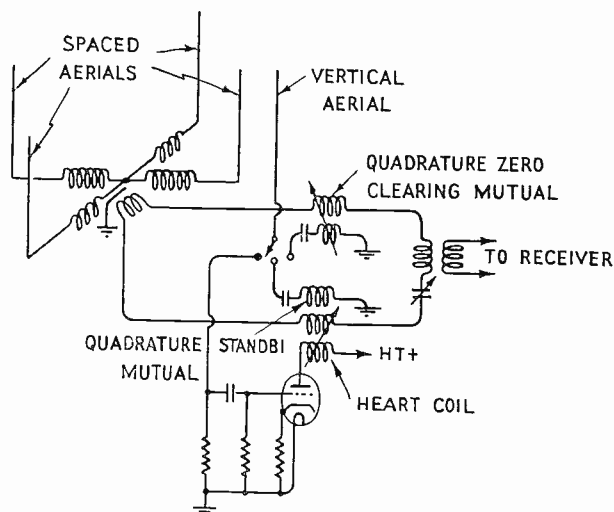 SPACED
AERIALS
VERTICAL
AERIAL
QUADRATURE ZERO
CLEARING MUTUAL
TO RECEIVER
QUADRATURE
MUTUAL
STANDBI
HT+
HEART COIL